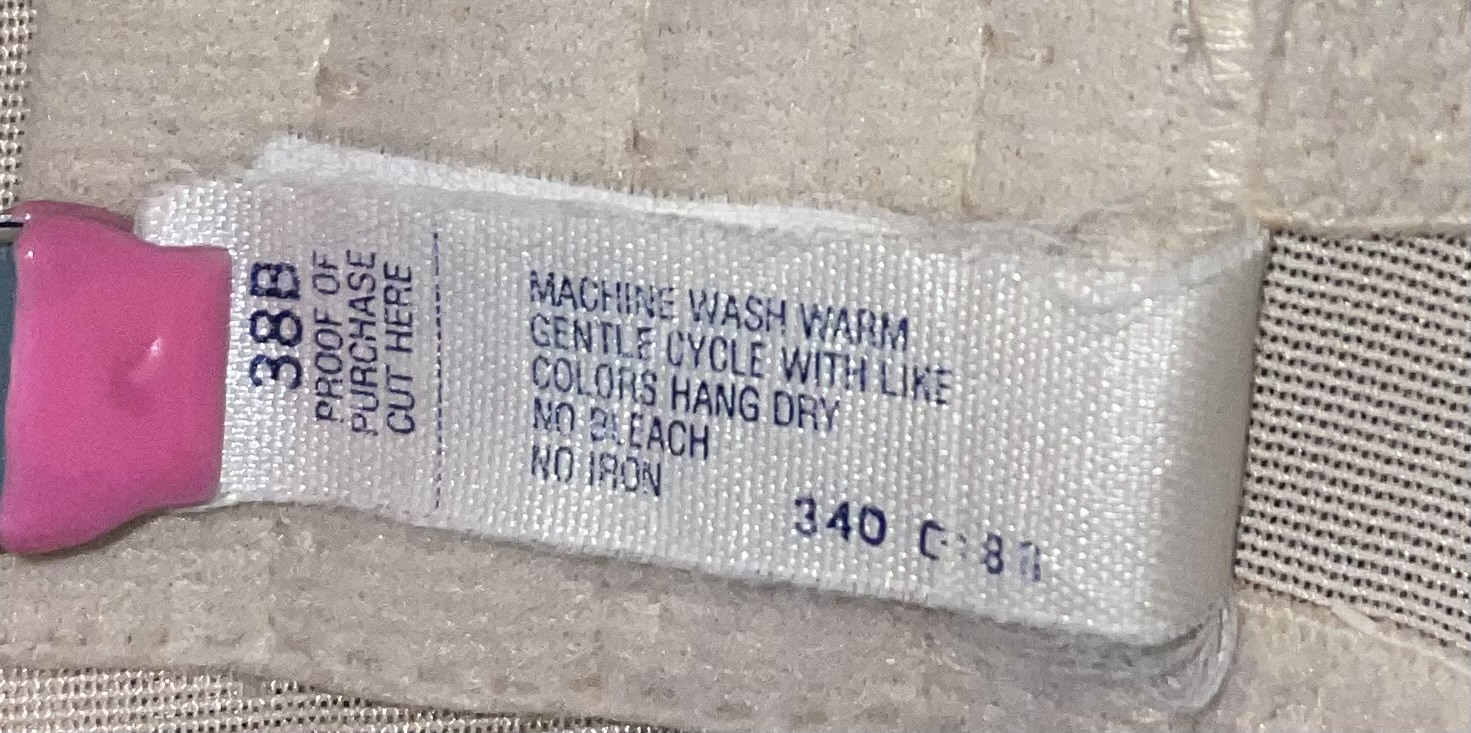 38B
PROOF OF
PURCHASE
CUT HERE
MACHINE WASH WARM
GENTLE CYCLE WITH LIKE
COLORS HANG DRY
NO BLEACH
NO IRON
340